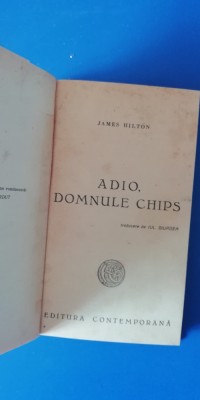 JAMES HILTON
ADIO,
DOMNULE CHIPS
EDITURA CONTEMPORANĂ